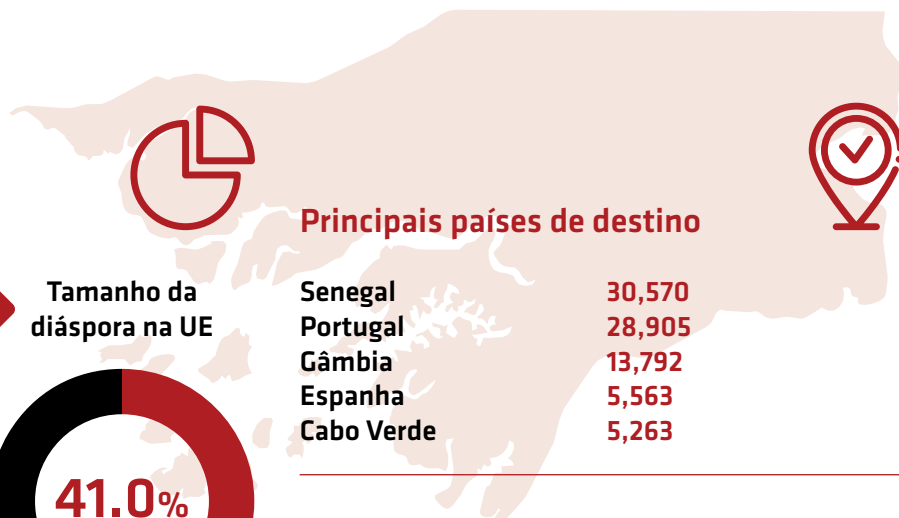 Principais países de destino
Tamanho da
diáspora na UE
41.0%
Senegal 30,570
Portugal 28,905
Gâmbia 13,792
Espanha 5,563
Cabo Verde 5,263